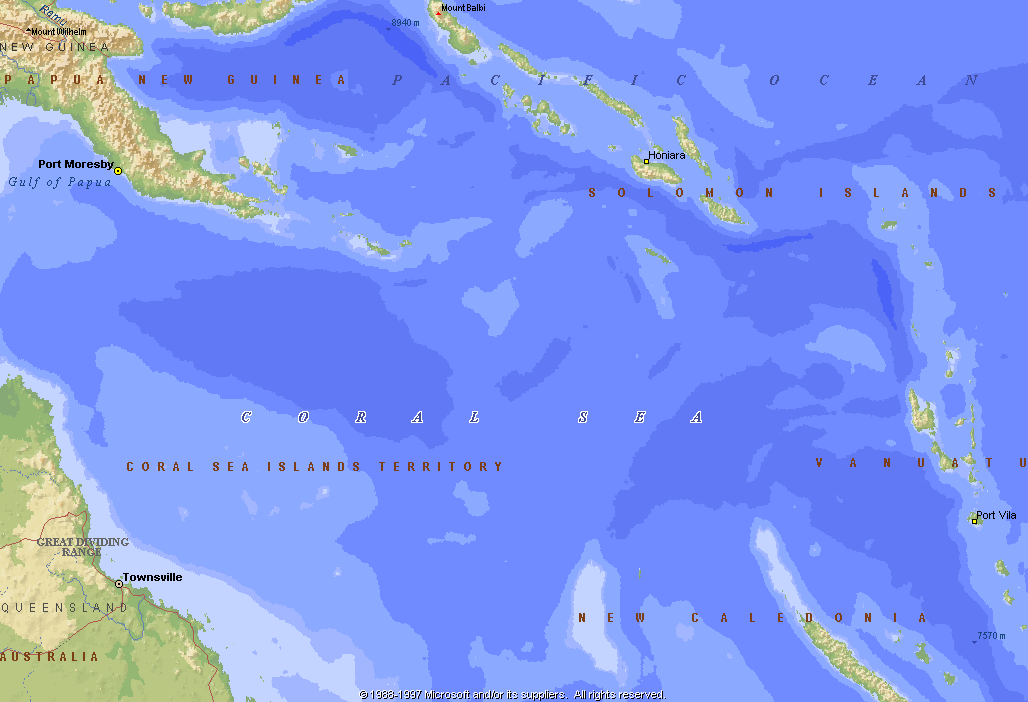 Ramu
Mount Balbi
8940 m
Mount Wilhelm
NEW GUINEA
PAPUA NEW GUINEA
PACIFIC OCEAN
Honiara
Port Moresby
Gulf of Papua
SOLOMON ISLANDS
CORAL SEA
CORAL SEA ISLANDS TERRITORY
VANUATU
Port Vila
GREAT DIVIDING
RANGE
Townsville
QUEENSLAND
NEW CALEDONIA
7570 m
AUSTRALIA
© 1988-1997 Microsoft and/or its suppliers. All rights reserved.